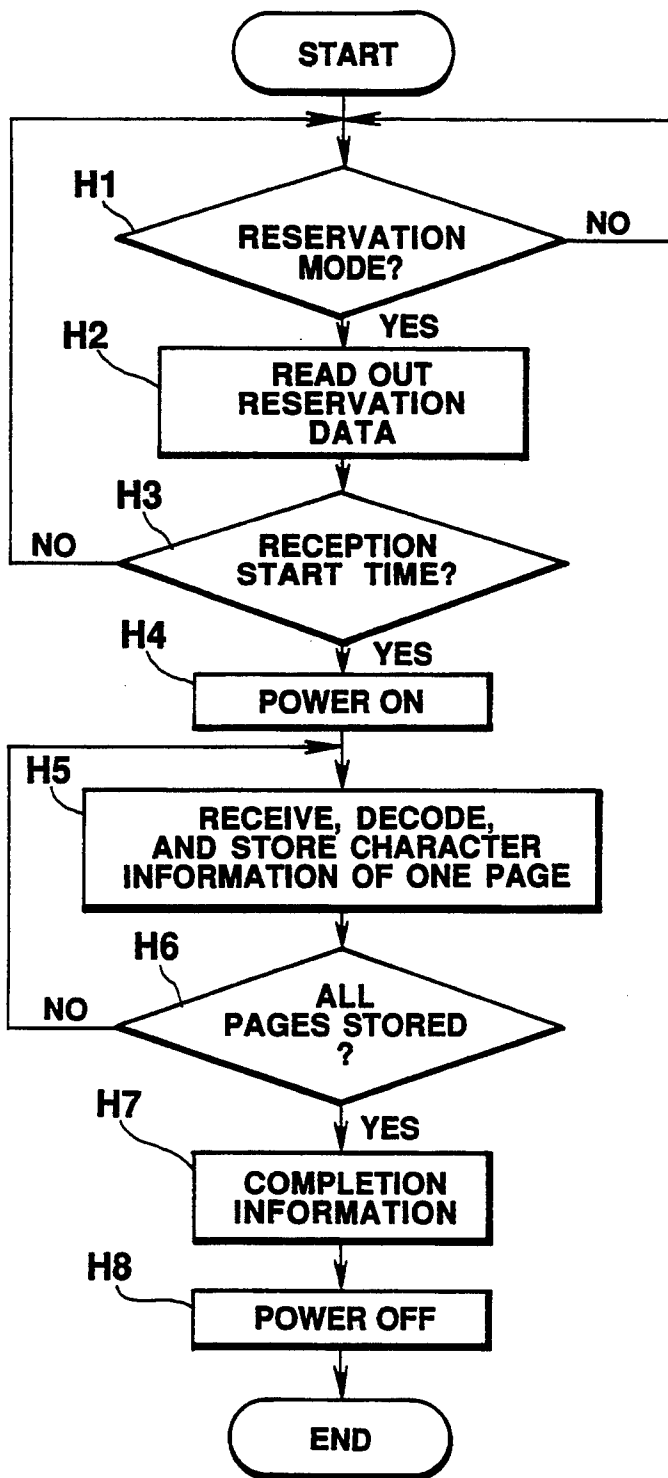 START
H1
RESERVATION
MODE?
NO
YES
H2
READ OUT
RESERVATION
DATA
H3
NO
RECEPTION
START TIME?
YES
H4
POWER ON
H5
RECEIVE, DECODE,
AND STORE CHARACTER
INFORMATION OF ONE PAGE
H6
NO
ALL
PAGES STORED
?
YES
H7
COMPLETION
INFORMATION
H8
POWER OFF
END